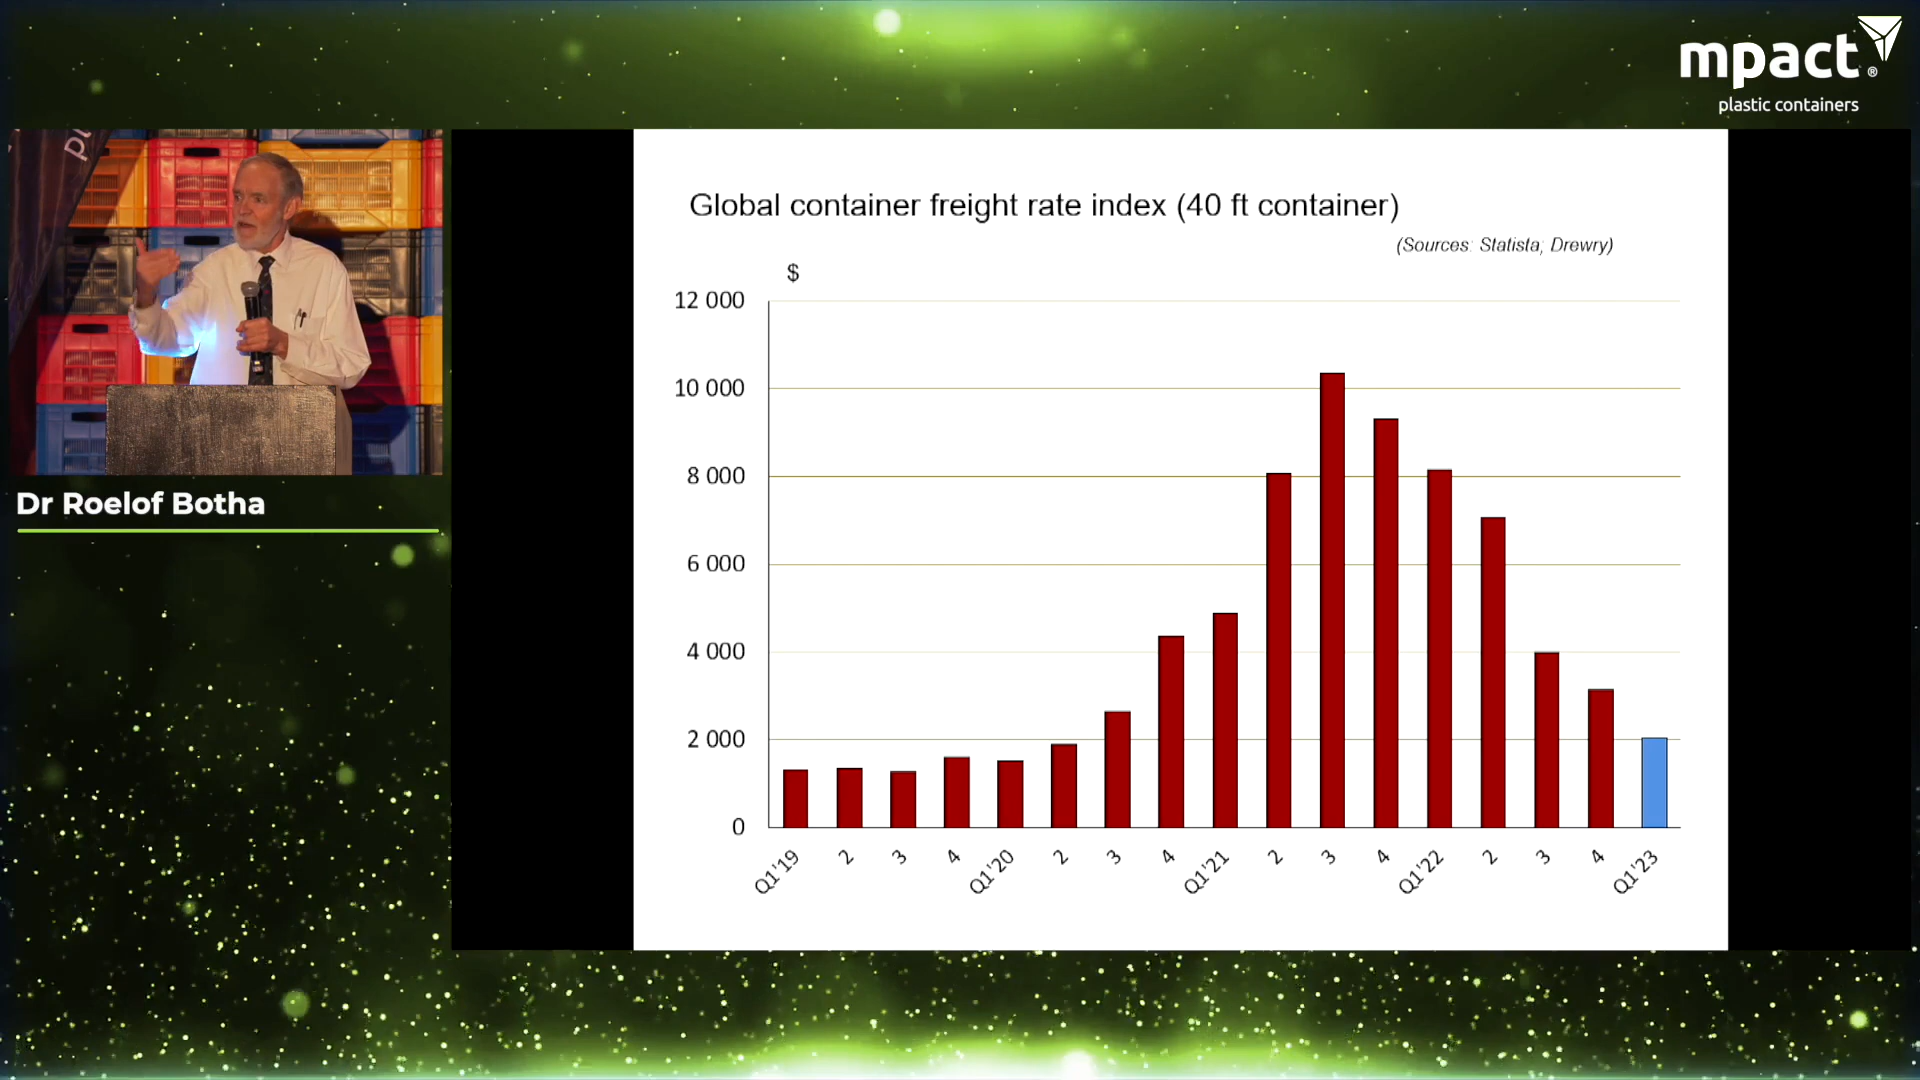 mpact®
plastic containers
pl
Dr Roelof Botha
Global container freight rate index (40 ft container)
(Sources: Statista; Drewry)
$
12 000
10 000
8 000
6 000
4 000
2 000
0
Q1'19 2 3 4 Q1'20 2 3 4 Q1'21 2 3 4 Q1'22 2 3 4 Q1'23